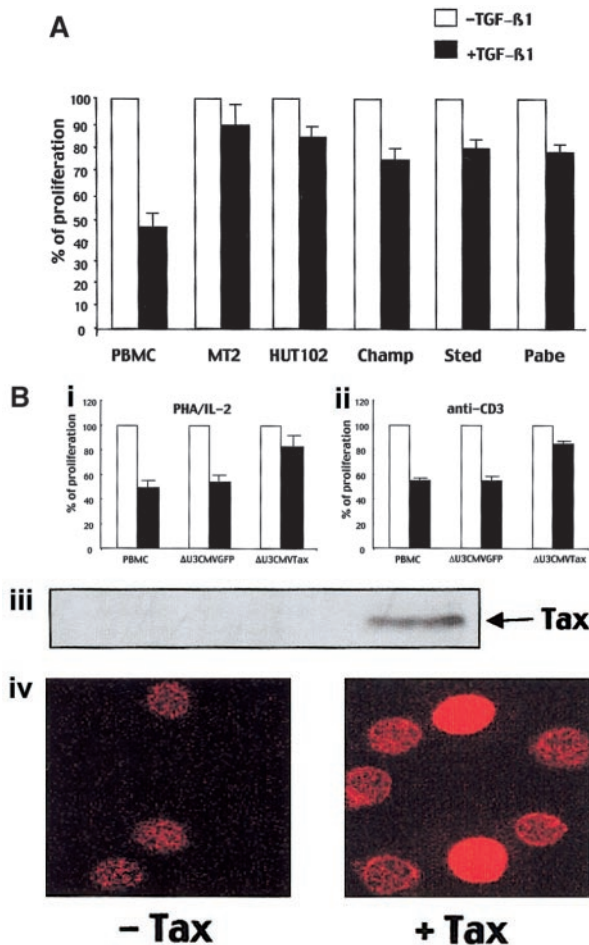 A
−TGF−ß1
+TGF−ß1
% of proliferation
100
90
80
70
60
50
40
30
20
10
0
PBMC MT2 HUT102 Champ Sted Pabe
B
i
PHA/IL−2
% of proliferation
120
100
80
60
40
20
0
PBMC ΔU3CMVGFP ΔU3CMVTax
ii
anti−CD3
% of proliferation
120
100
80
60
40
20
0
PBMC ΔU3CMVGFP ΔU3CMVTax
iii
Tax
iv
− Tax
+ Tax